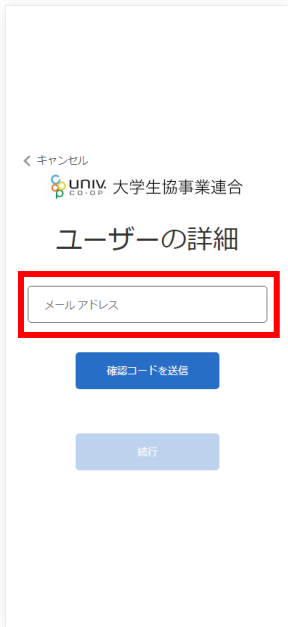 キャンセル
UNIV.
CO-OP
大学生協事業連合
ユーザーの詳細
メール アドレス
確認コードを送信
続行